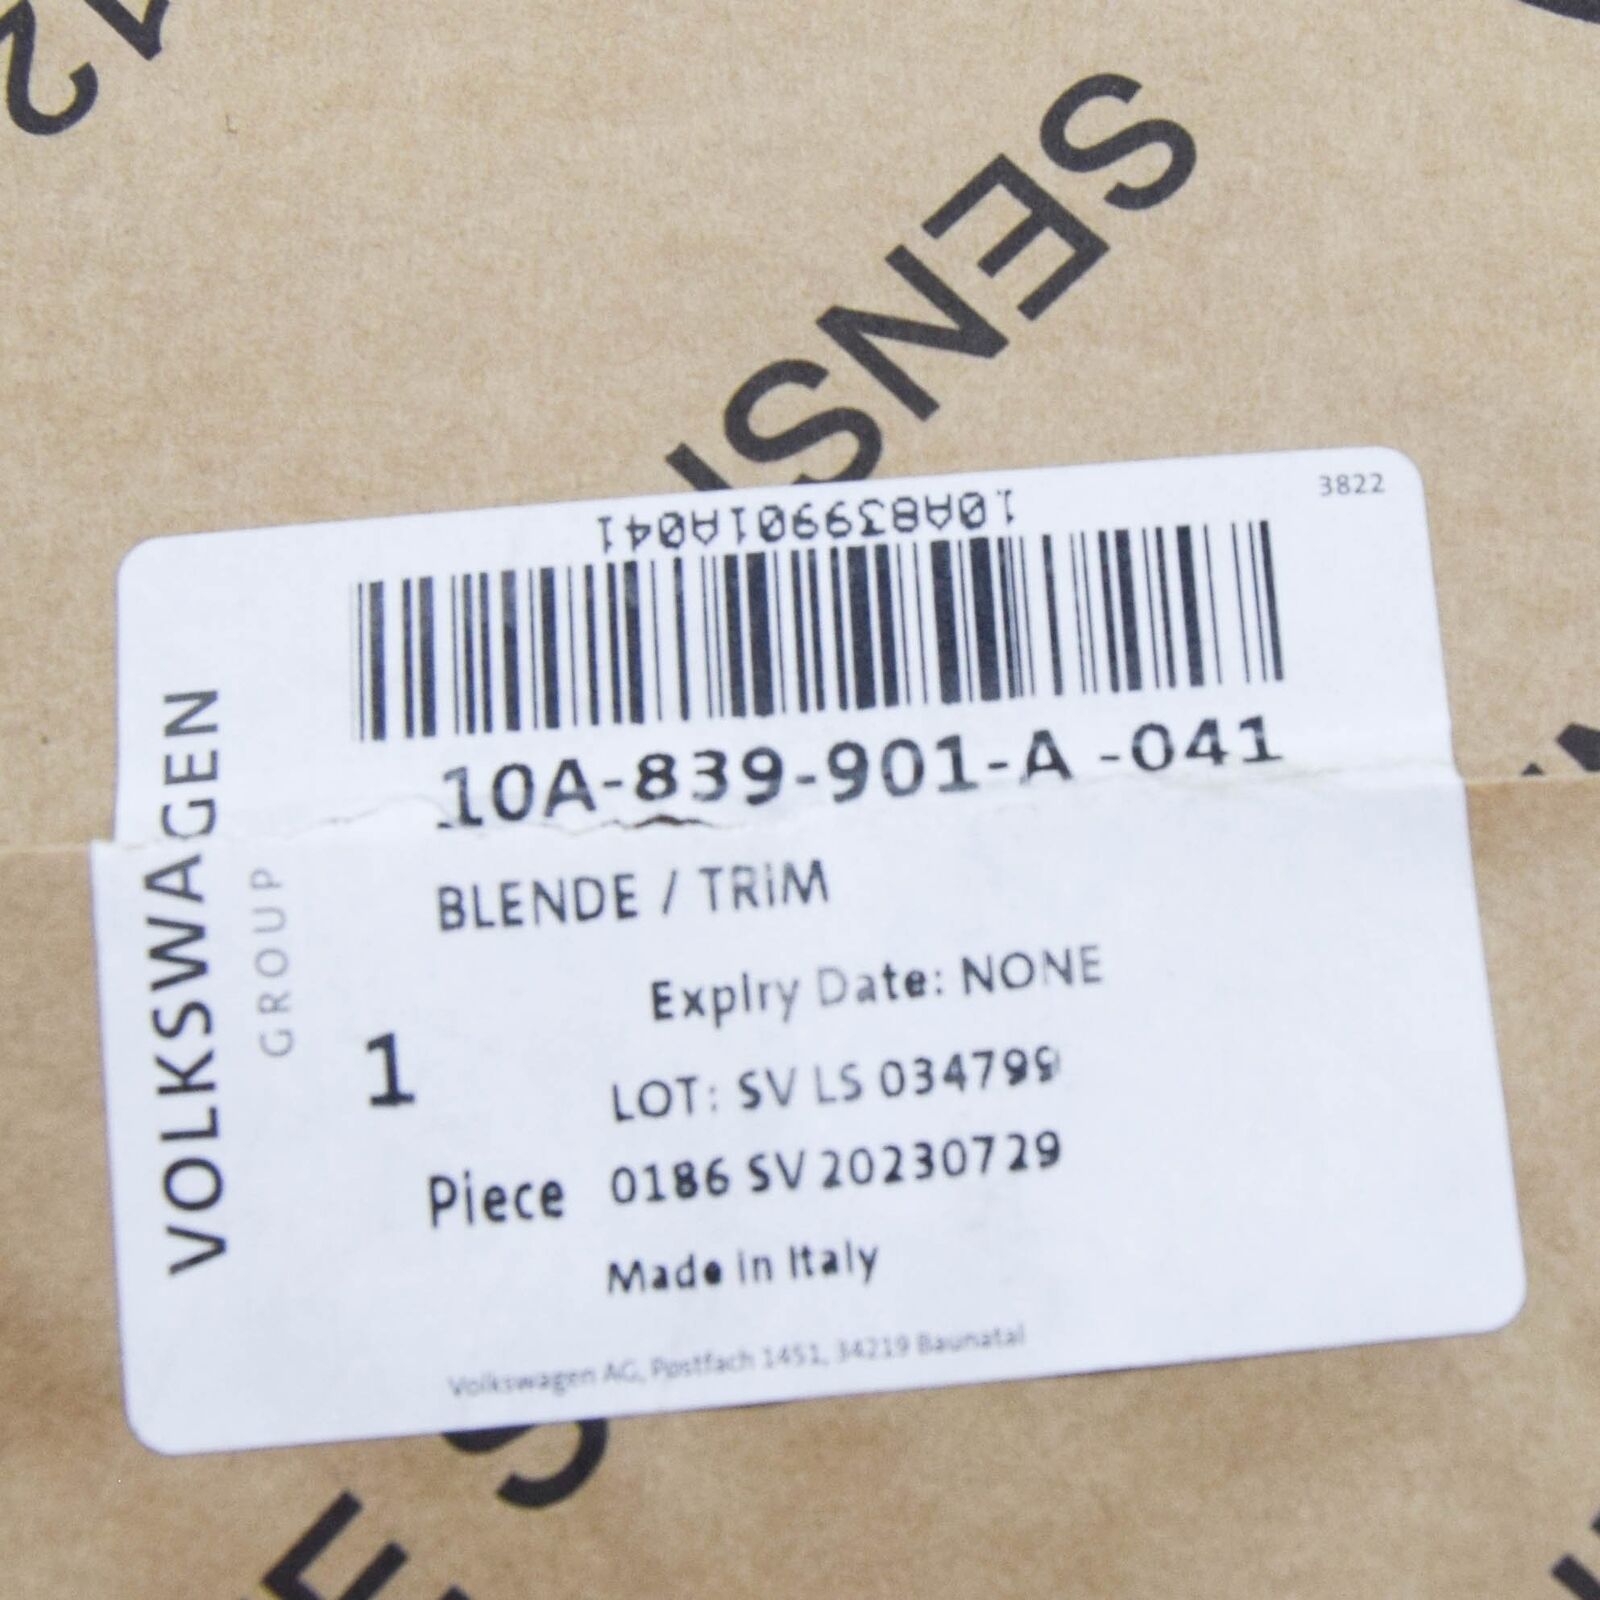 12
SENSI
3822
10A839901A041
10A-839-901-A -041
VOLKSWAGEN
GROUP
BLENDE / TRIM
Expiry Date: NONE
1
LOT: SV LS 034799
Piece
0186 SV 20230729
Made in Italy
Volkswagen AG, Postfach 1451, 34219 Baunatal
E S